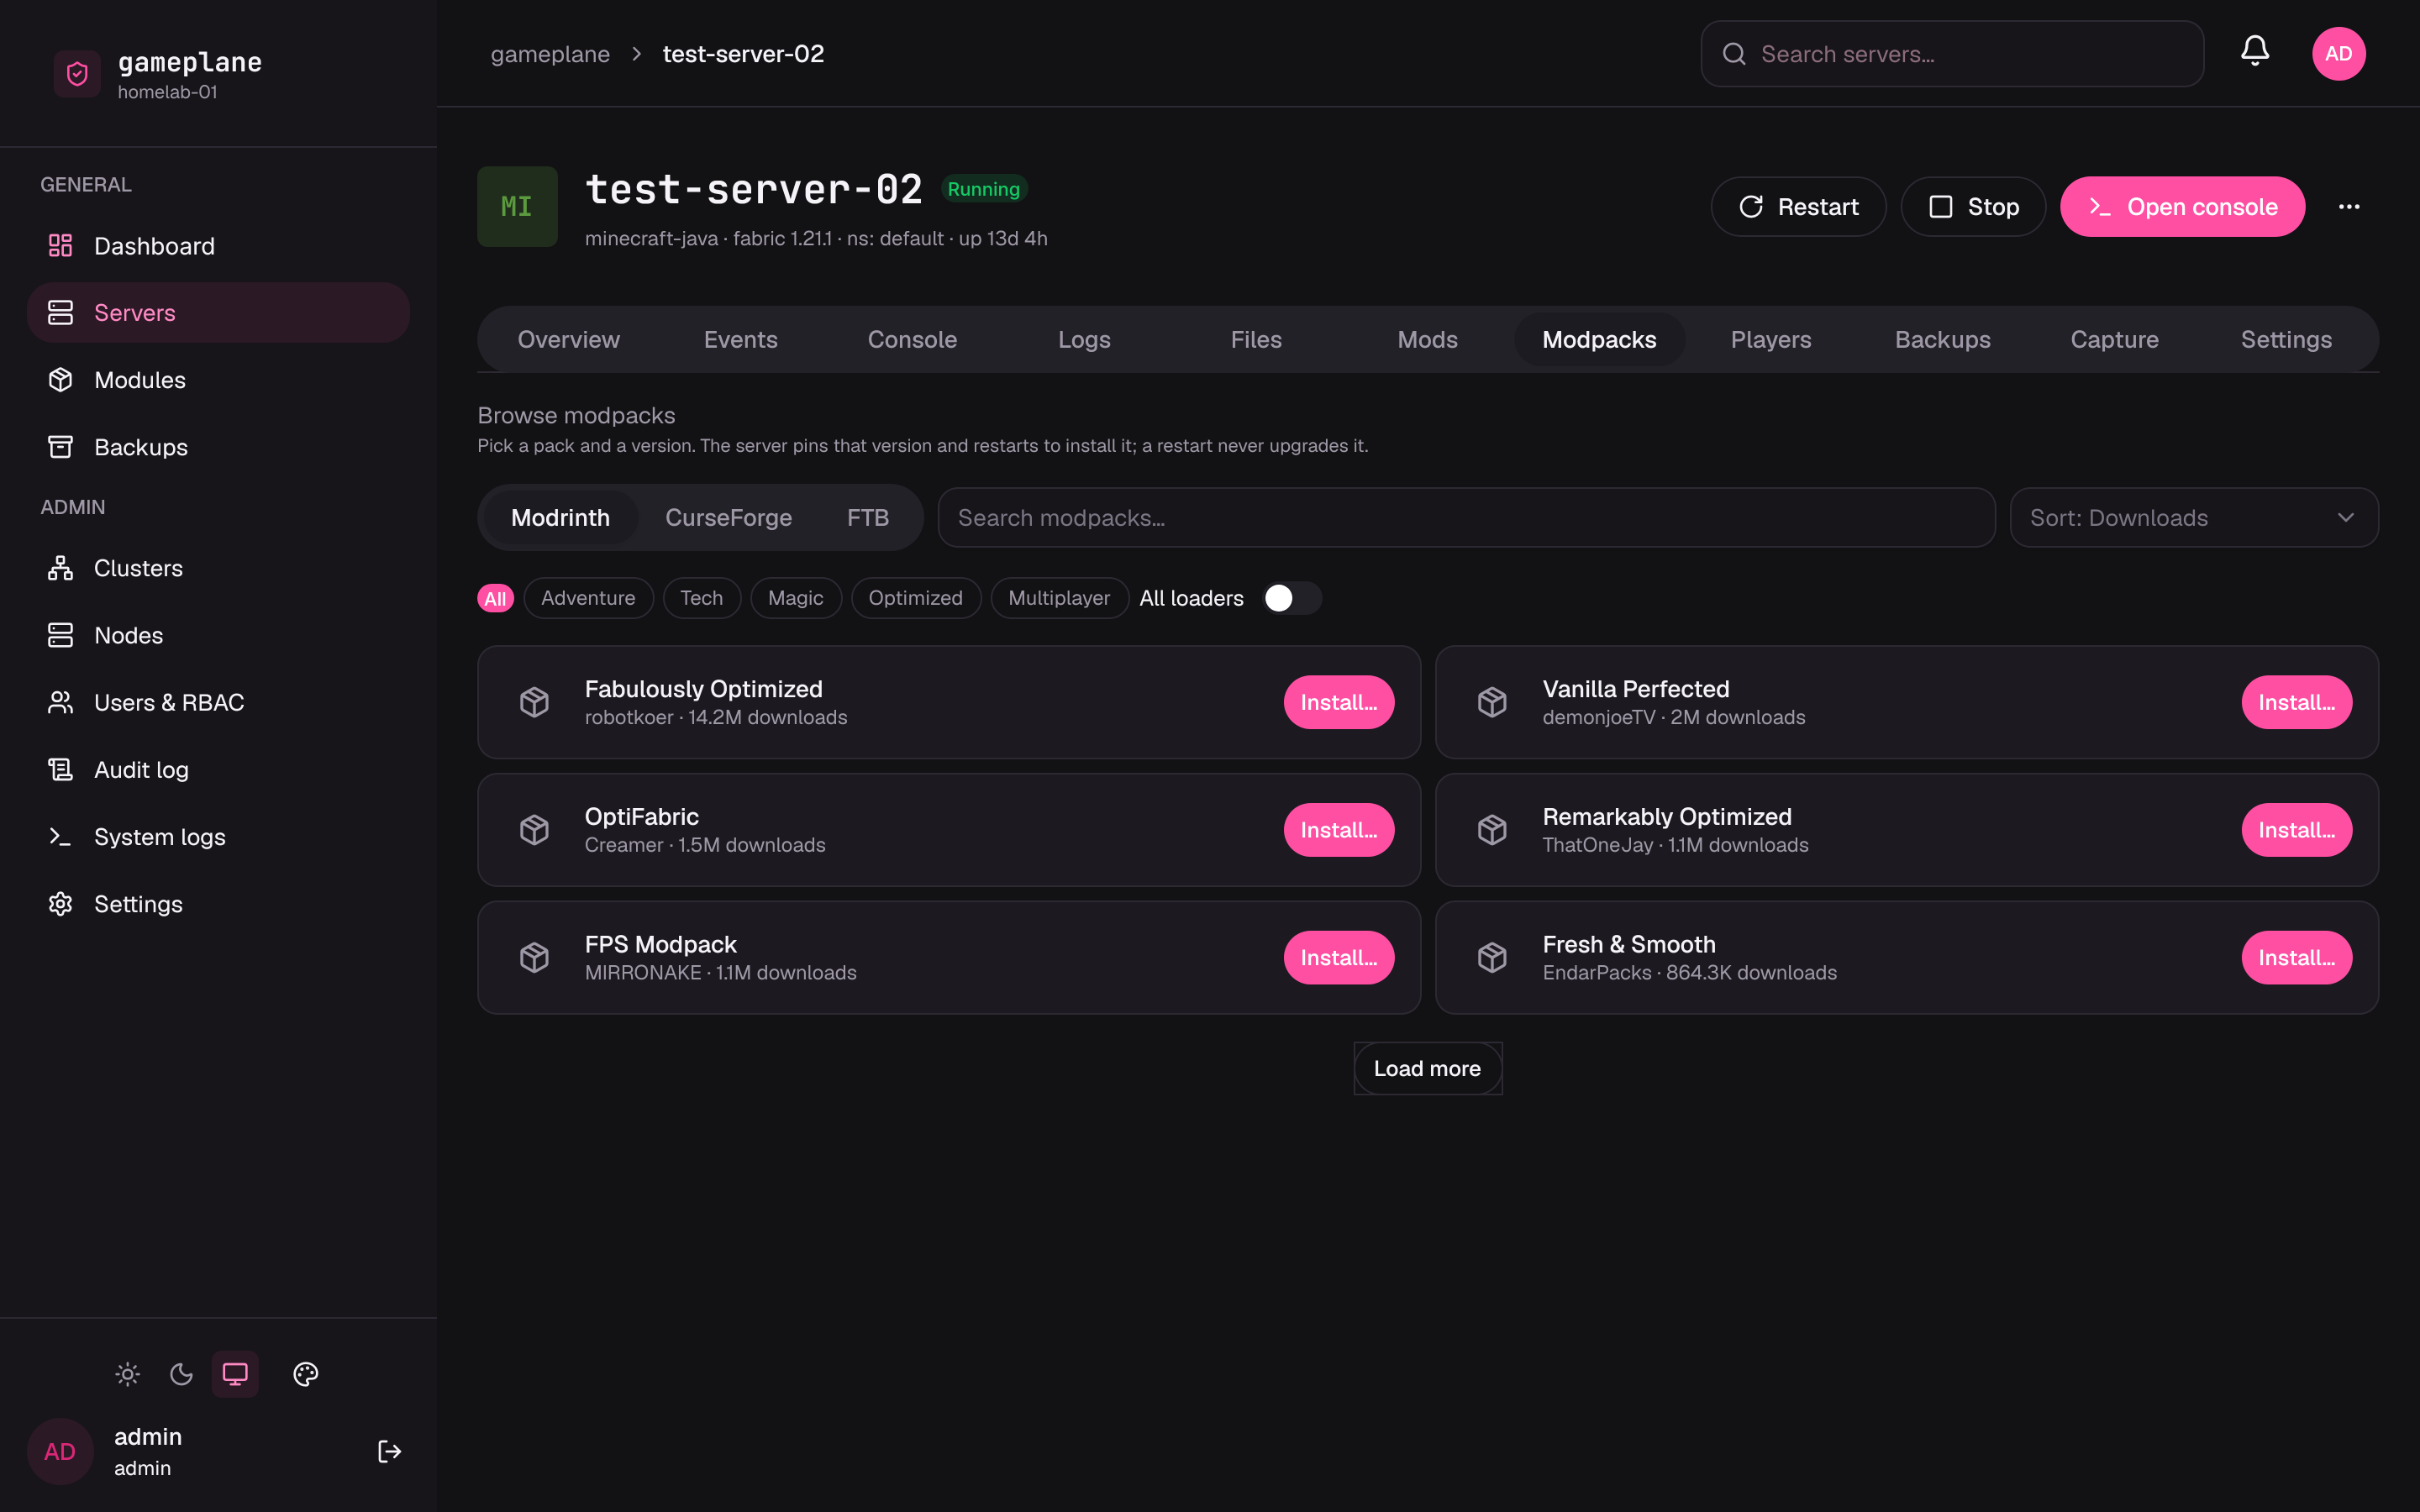 gameplane
homelab-01
GENERAL
Dashboard
Servers
Modules
Backups
ADMIN
Clusters
Nodes
Users & RBAC
Audit log
System logs
Settings
AD
admin
admin
gameplane
test-server-02
Search servers...
AD
MI
test-server-02
Running
minecraft-java · fabric 1.21.1 · ns: default · up 13d 4h
Restart
Stop
Open console
Overview
Events
Console
Logs
Files
Mods
Modpacks
Players
Backups
Capture
Settings
Browse modpacks
Pick a pack and a version. The server pins that version and restarts to install it; a restart never upgrades it.
Modrinth
CurseForge
FTB
Search modpacks...
Sort: Downloads
All
Adventure
Tech
Magic
Optimized
Multiplayer
All loaders
Fabulously Optimized
robotkoer · 14.2M downloads
Install...
Vanilla Perfected
demonjoeTV · 2M downloads
Install...
OptiFabric
Creamer · 1.5M downloads
Install...
Remarkably Optimized
ThatOneJay · 1.1M downloads
Install...
FPS Modpack
MIRRONAKE · 1.1M downloads
Install...
Fresh & Smooth
EndarPacks · 864.3K downloads
Install...
Load more